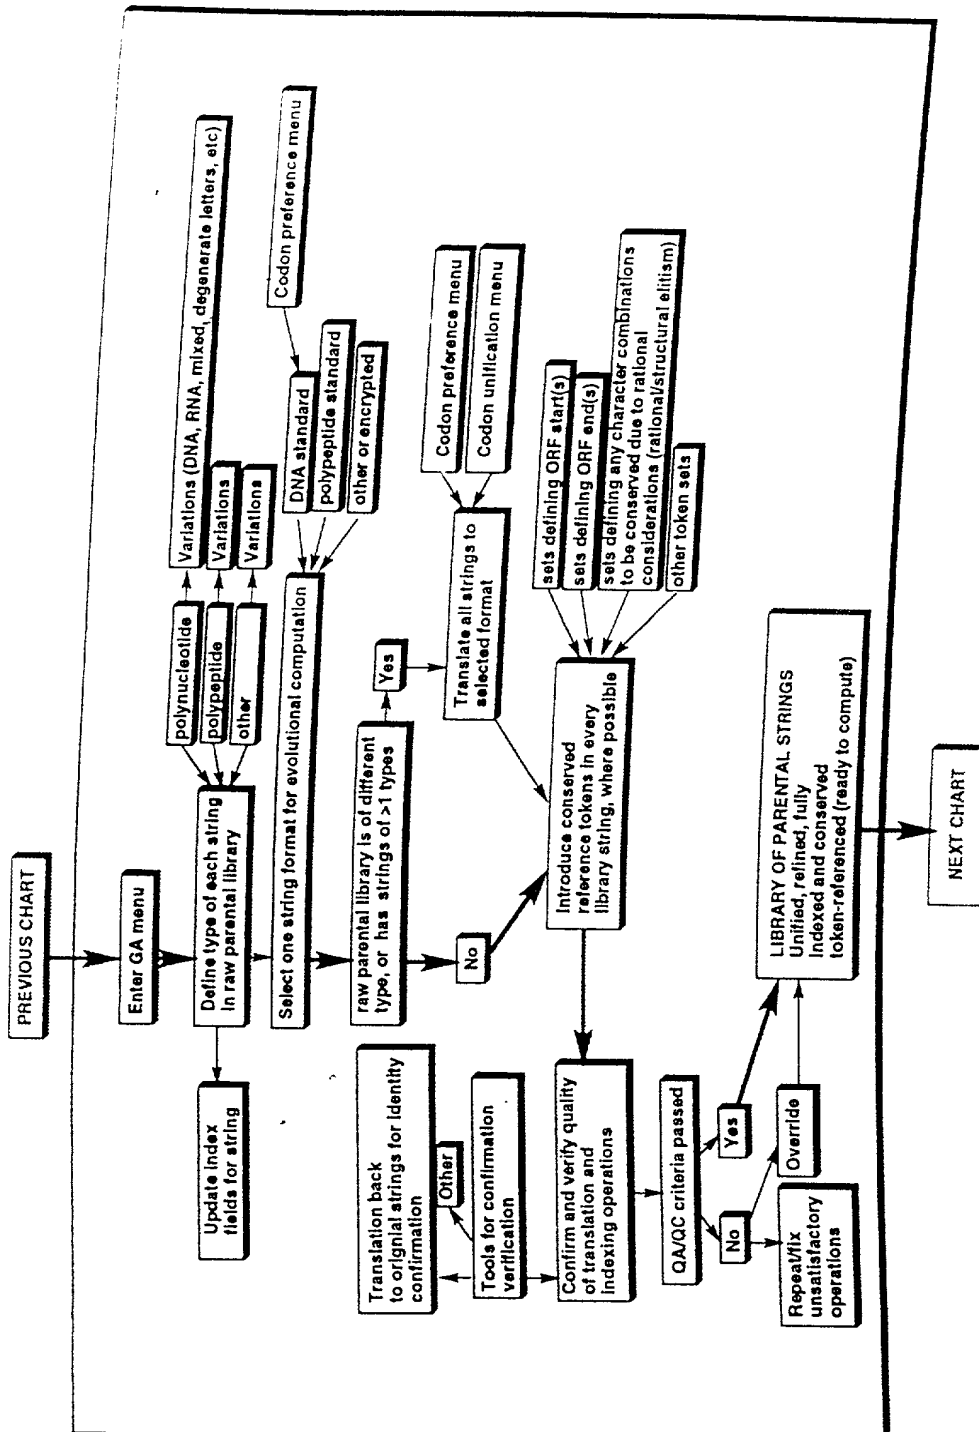 PREVIOUS CHART
Enter GA menu
Define type of each string
In raw parental library
Update Index
fields for string
polynucleotide
polypeptide
other
Variations (DNA, RNA, mixed, degenerate letters, etc)
Variations
Variations
Select one string format for evolutional computation
DNA standard
polypeptide standard
other or encrypted
Codon preference menu
raw parental library is of different
type, or has strings of >1 types
Yes
No
Translate all strings to
selected format
Codon preference menu
Codon unification menu
Introduce conserved
reference tokens in every
library string, where possible
sets defining ORF start(s)
sets defining ORF end(s)
sets defining any character combinations
to be conserved due to rational
considerations (rational/structural elitism)
other token sets
Translation back
to orignial strings for identity
confirmation
Other
Tools for confirmation
verification
Confirm and verify quality
of translation and
indexing operations
QA/QC criteria passed
Yes
No
Override
Repeat/fix
unsatisfactory
operations
LIBRARY OF PARENTAL STRINGS
Unified, refined, fully
Indexed and conserved
token-referenced (ready to compute)
NEXT CHART